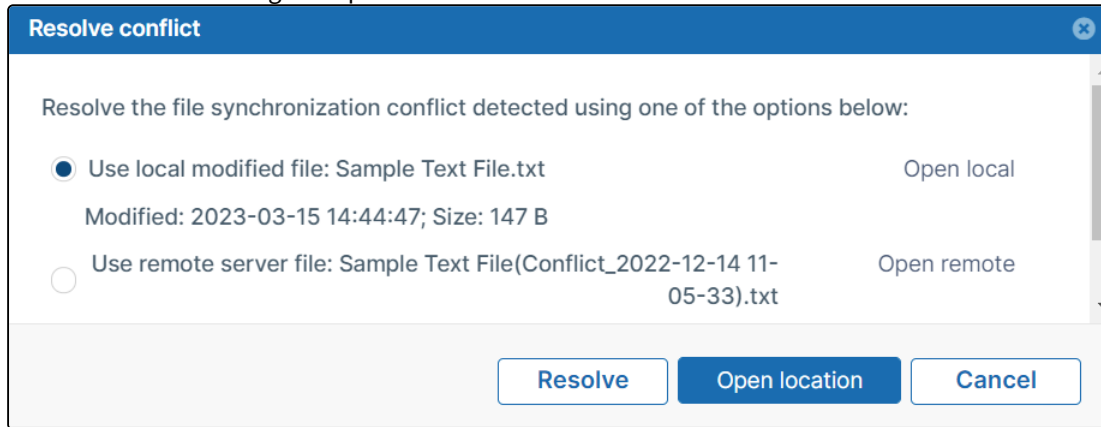 Resolve conflict
Resolve the file synchronization conflict detected using one of the options below:
Use local modified file: Sample Text File.txt Open local
Modified: 2023-03-15 14:44:47; Size: 147 B
Use remote server file: Sample Text File(Conflict_2022-12-14 11- Open remote
05-33).txt
Resolve Open location Cancel